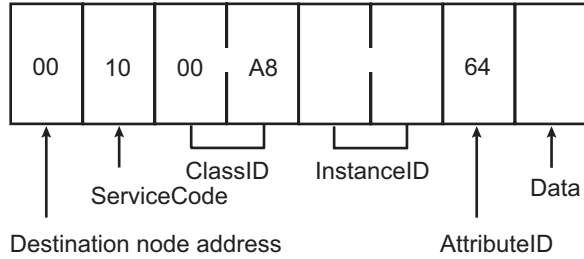 00 10 00 A8 64
ClassID InstanceID
ServiceCode Data
Destination node address AttributeID